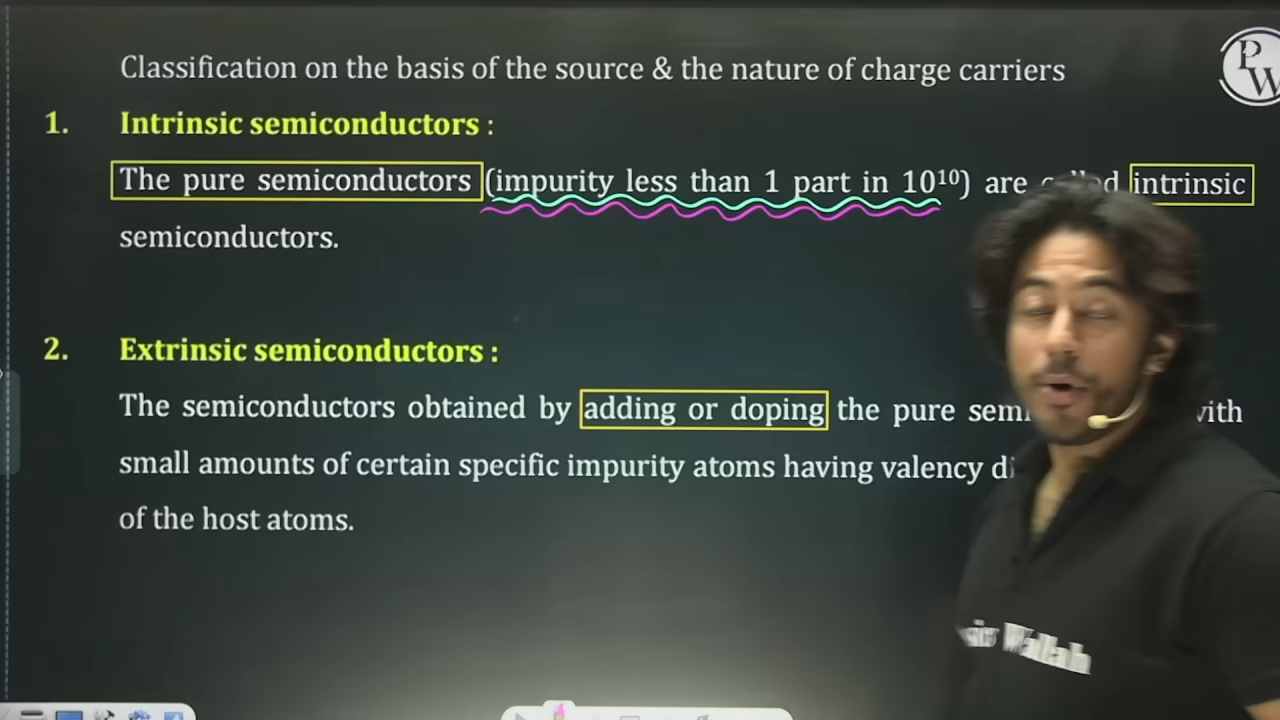 Classification on the basis of the source & the nature of charge carriers
PW
1. Intrinsic semiconductors :
The pure semiconductors (impurity less than 1 part in 10¹⁰) are intrinsic
semiconductors.
2. Extrinsic semiconductors :
The semiconductors obtained by adding or doping the pure
small amounts of certain specific impurity atoms having valency
of the host atoms.
Wallah